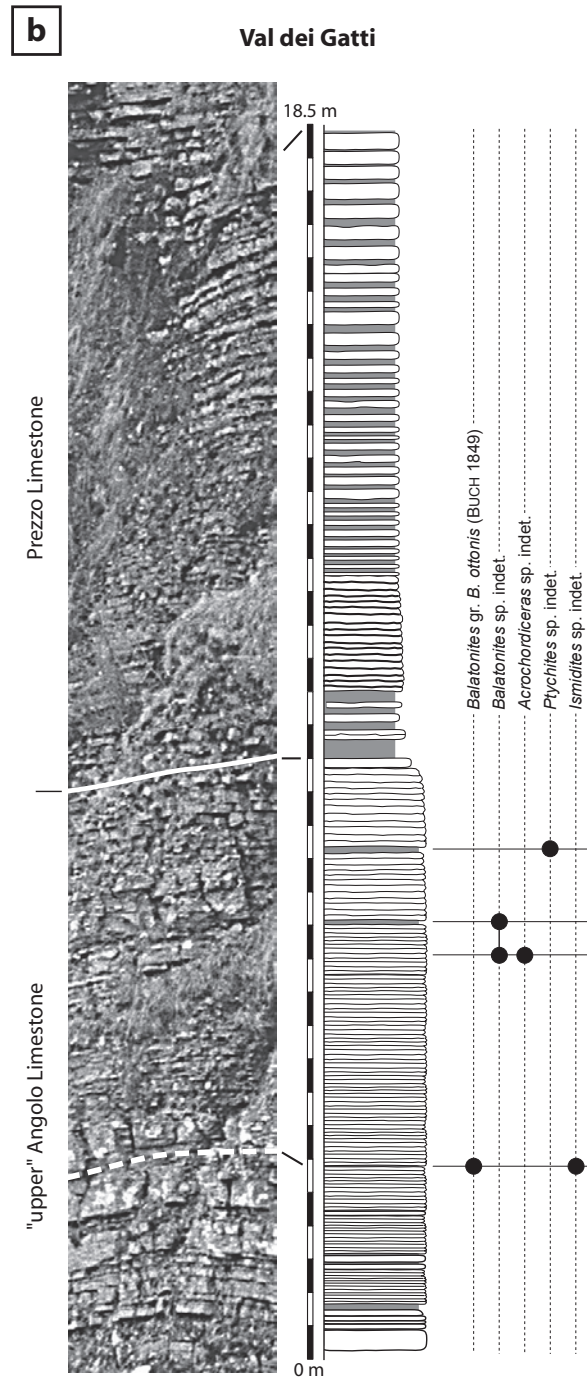 b
Val dei Gatti
18.5 m
Prezzo Limestone
"upper" Angolo Limestone
Balatonites gr. B. ottonis (BUCH 1849)
Balatonites sp. indet.
Acrochordiceras sp. indet.
Ptychites sp. indet.
Ismidites sp. indet.
0 m